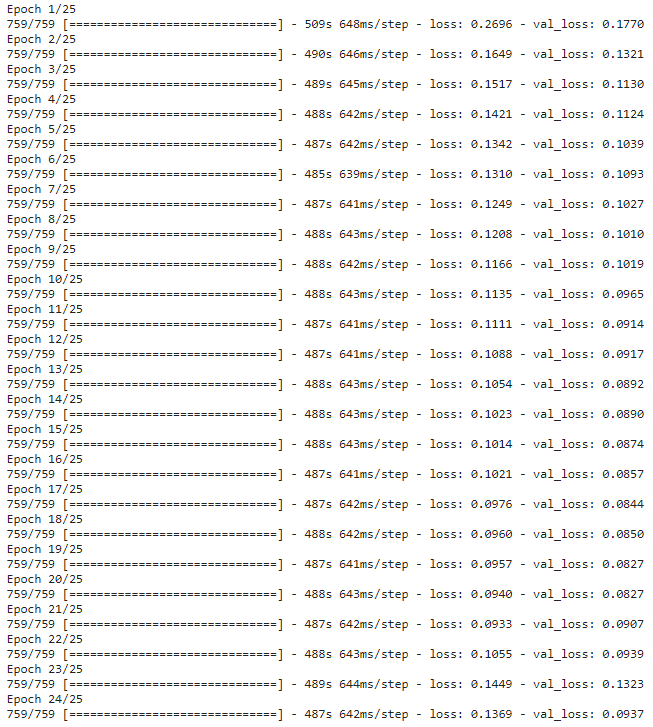 Epoch 1/25
759/759 [==============================] - 509s 648ms/step - loss: 0.2696 - val_loss: 0.1770
Epoch 2/25
759/759 [==============================] - 490s 646ms/step - loss: 0.1649 - val_loss: 0.1321
Epoch 3/25
759/759 [==============================] - 489s 645ms/step - loss: 0.1517 - val_loss: 0.1130
Epoch 4/25
759/759 [==============================] - 488s 642ms/step - loss: 0.1421 - val_loss: 0.1124
Epoch 5/25
759/759 [==============================] - 487s 642ms/step - loss: 0.1342 - val_loss: 0.1039
Epoch 6/25
759/759 [==============================] - 485s 639ms/step - loss: 0.1310 - val_loss: 0.1093
Epoch 7/25
759/759 [==============================] - 487s 641ms/step - loss: 0.1249 - val_loss: 0.1027
Epoch 8/25
759/759 [==============================] - 488s 643ms/step - loss: 0.1208 - val_loss: 0.1010
Epoch 9/25
759/759 [==============================] - 488s 642ms/step - loss: 0.1166 - val_loss: 0.1019
Epoch 10/25
759/759 [==============================] - 488s 643ms/step - loss: 0.1135 - val_loss: 0.0965
Epoch 11/25
759/759 [==============================] - 487s 641ms/step - loss: 0.1111 - val_loss: 0.0914
Epoch 12/25
759/759 [==============================] - 487s 641ms/step - loss: 0.1088 - val_loss: 0.0917
Epoch 13/25
759/759 [==============================] - 488s 643ms/step - loss: 0.1054 - val_loss: 0.0892
Epoch 14/25
759/759 [==============================] - 488s 643ms/step - loss: 0.1023 - val_loss: 0.0890
Epoch 15/25
759/759 [==============================] - 488s 643ms/step - loss: 0.1014 - val_loss: 0.0874
Epoch 16/25
759/759 [==============================] - 487s 641ms/step - loss: 0.1021 - val_loss: 0.0857
Epoch 17/25
759/759 [==============================] - 487s 642ms/step - loss: 0.0976 - val_loss: 0.0844
Epoch 18/25
759/759 [==============================] - 488s 642ms/step - loss: 0.0960 - val_loss: 0.0850
Epoch 19/25
759/759 [==============================] - 487s 641ms/step - loss: 0.0957 - val_loss: 0.0827
Epoch 20/25
759/759 [==============================] - 488s 643ms/step - loss: 0.0940 - val_loss: 0.0827
Epoch 21/25
759/759 [==============================] - 487s 642ms/step - loss: 0.0933 - val_loss: 0.0907
Epoch 22/25
759/759 [==============================] - 488s 643ms/step - loss: 0.1055 - val_loss: 0.0939
Epoch 23/25
759/759 [==============================] - 489s 644ms/step - loss: 0.1449 - val_loss: 0.1323
Epoch 24/25
759/759 [==============================] - 487s 642ms/step - loss: 0.1369 - val_loss: 0.0937